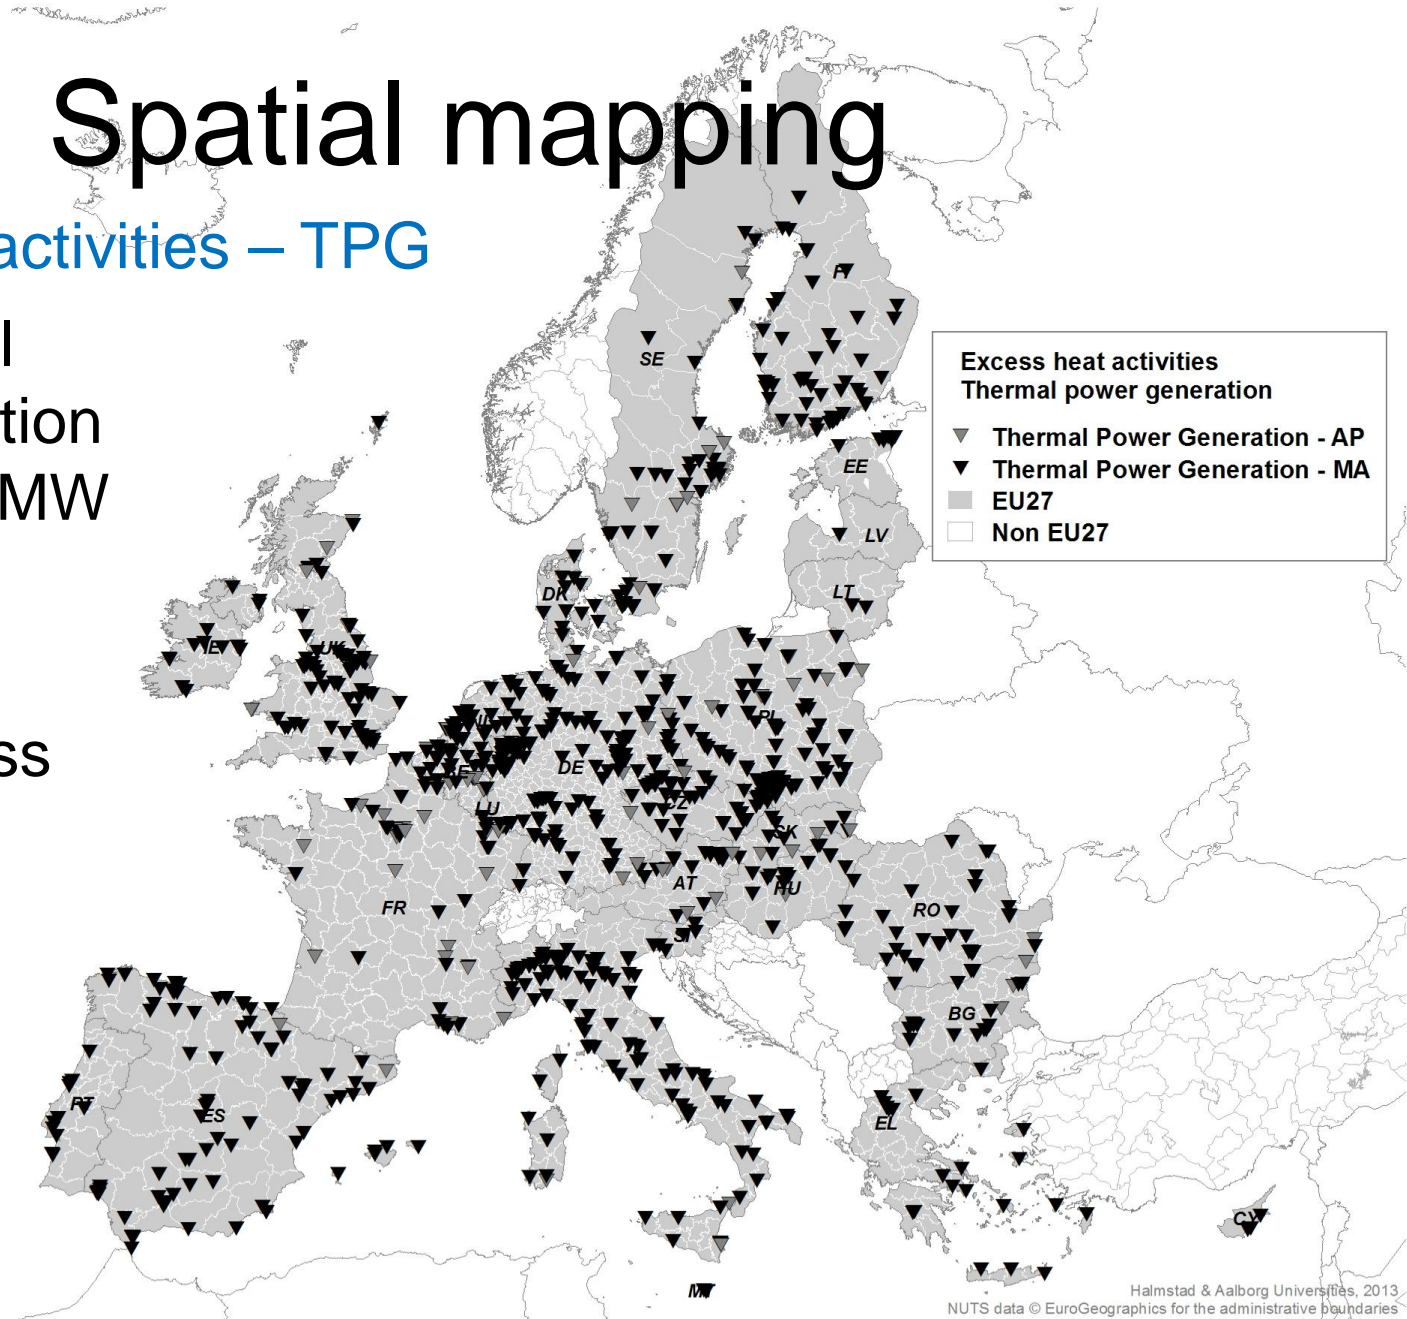 Spatial mapping
activities – TPG
l
tion
MW
ss
Excess heat activities
Thermal power generation
Thermal Power Generation - AP
Thermal Power Generation - MA
EU27
Non EU27
FI
SE
EE
LV
LT
DK
IE
UK
NL
PL
DE
BE
CZ
LU
SK
AT
HU
FR
RO
SI
BG
PT
ES
EL
CY
MT
Halmstad & Aalborg Universities, 2013
NUTS data © EuroGeographics for the administrative boundaries